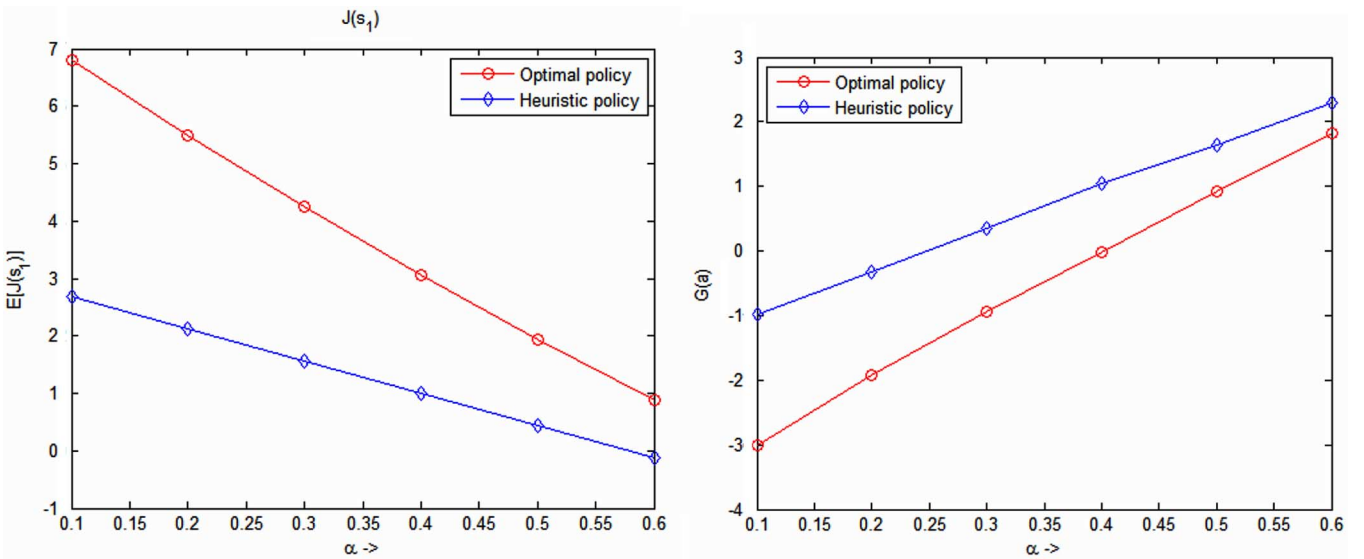 J(s1)
7
6
5
4
3
2
1
0
-1
E[J(s1)]
Optimal policy
Heuristic policy
0.1 0.15 0.2 0.25 0.3 0.35 0.4 0.45 0.5 0.55 0.6
α ->
3
2
1
0
-1
-2
-3
-4
G(a)
Optimal policy
Heuristic policy
0.1 0.15 0.2 0.25 0.3 0.35 0.4 0.45 0.5 0.55 0.6
α ->